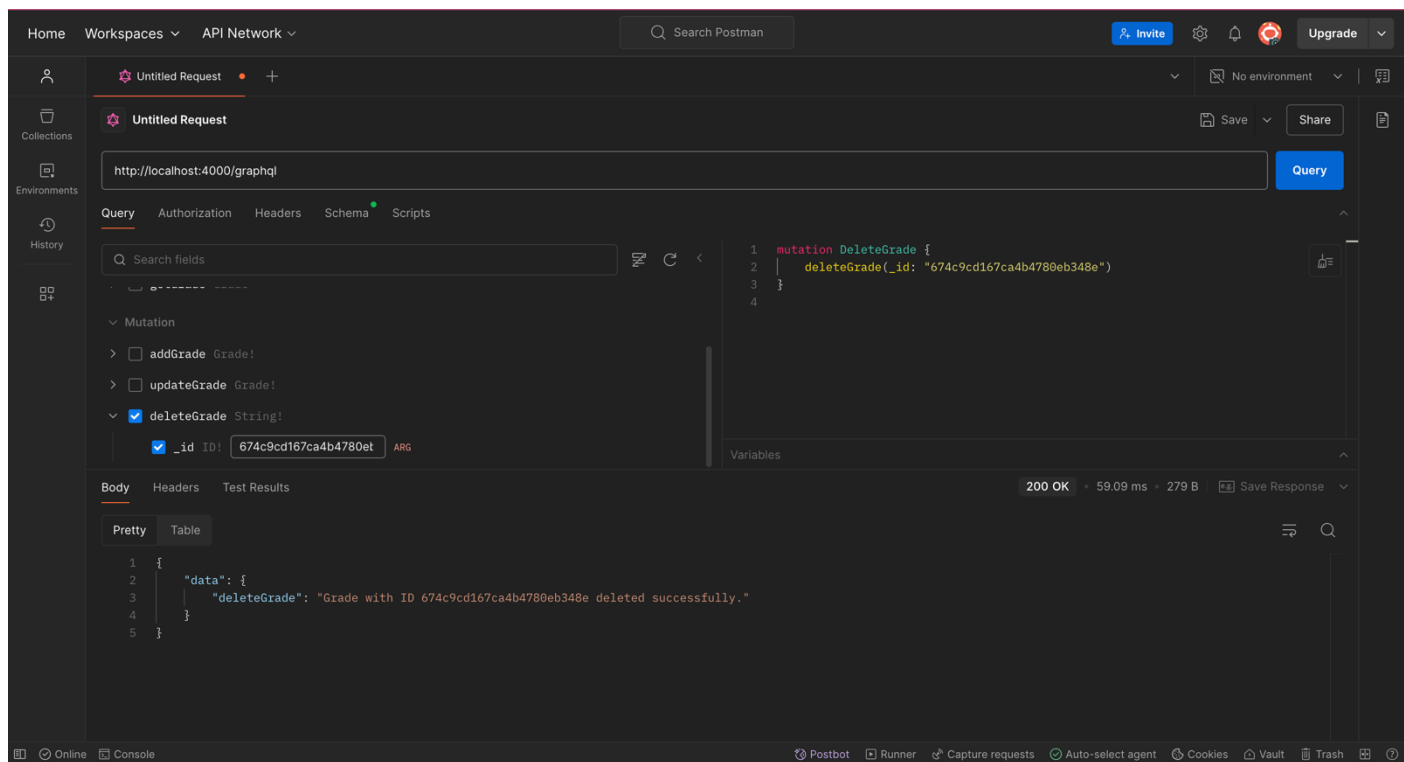 Home Workspaces API Network Search Postman Invite Upgrade
Untitled Request No environment
Collections
Environments
History
Untitled Request Save Share
http://localhost:4000/graphql Query
Query Authorization Headers Schema Scripts
Search fields
Mutation
addGrade Grade!
updateGrade Grade!
deleteGrade String!
_id ID! 674c9cd167ca4b4780eb ARG
1 mutation DeleteGrade {
2 deleteGrade(_id: "674c9cd167ca4b4780eb348e")
3 }
4
Variables
Body Headers Test Results 200 OK 59.09 ms 279 B Save Response
Pretty Table
1 {
2 "data": {
3 "deleteGrade": "Grade with ID 674c9cd167ca4b4780eb348e deleted successfully."
4 }
5 }
Online Console Postbot Runner Capture requests Auto-select agent Cookies Vault Trash